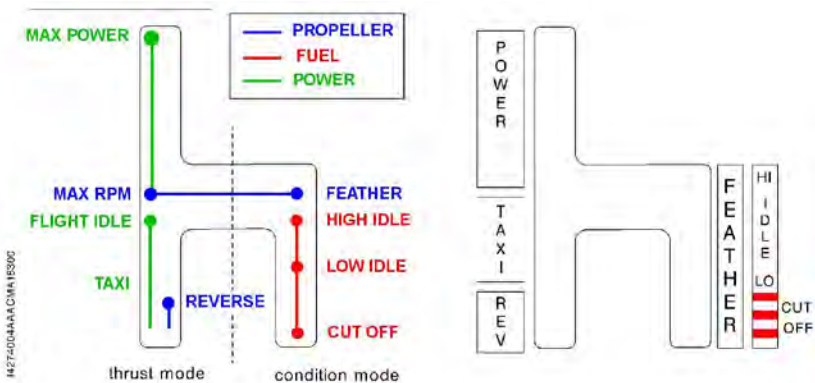 MAX POWER
PROPELLER
FUEL
POWER
MAX RPM
FEATHER
FLIGHT IDLE
HIGH IDLE
TAXI
LOW IDLE
REVERSE
CUT OFF
thrust mode
condition mode
POWER
TAXI
REV
FEATHER
HI IDLE LO
CUT
OFF